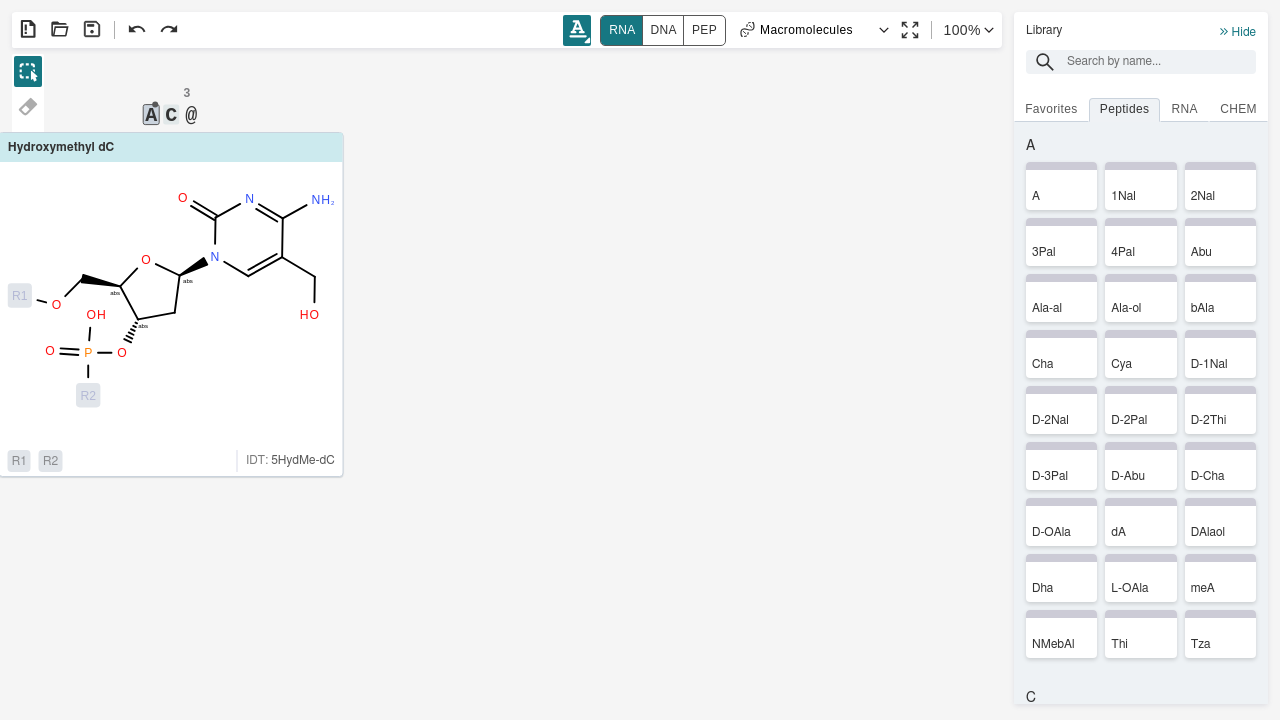 A RNA DNA PEP Macromolecules 100%
Library
Hide
Search by name...
Favorites Peptides RNA CHEM
3
A C @
Hydroxymethyl dC
O N NH₂
N
O
abs
R1 O abs
OH HO
abs
O P O
R2
R1 R2 IDT: 5HydMe-dC
A
A 1Nal 2Nal
3Pal 4Pal Abu
Ala-al Ala-ol bAla
Cha Cya D-1Nal
D-2Nal D-2Pal D-2Thi
D-3Pal D-Abu D-Cha
D-OAla dA DAlaol
Dha L-OAla meA
NMebAl Thi Tza
C